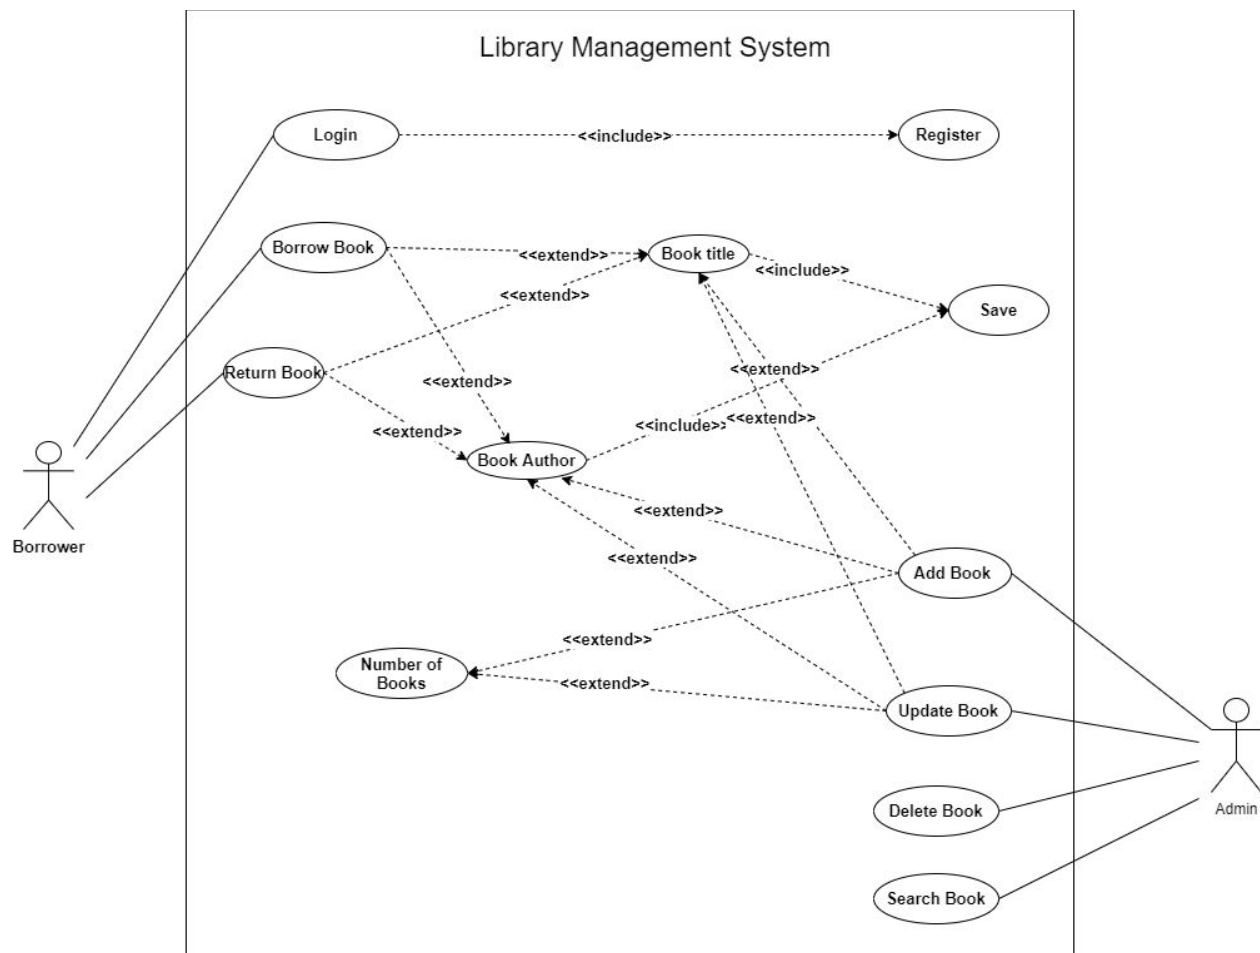 Library Management System
Login
<<include>>
Register
Borrow Book
<<extend>>
Book title
<<include>>
<<extend>>
Save
Return Book
<<extend>>
<<extend>>
<<extend>>
<<include>>
<<extend>>
Book Author
<<extend>>
Borrower
<<extend>>
Add Book
<<extend>>
Number of
Books
<<extend>>
Update Book
Delete Book
Admin
Search Book